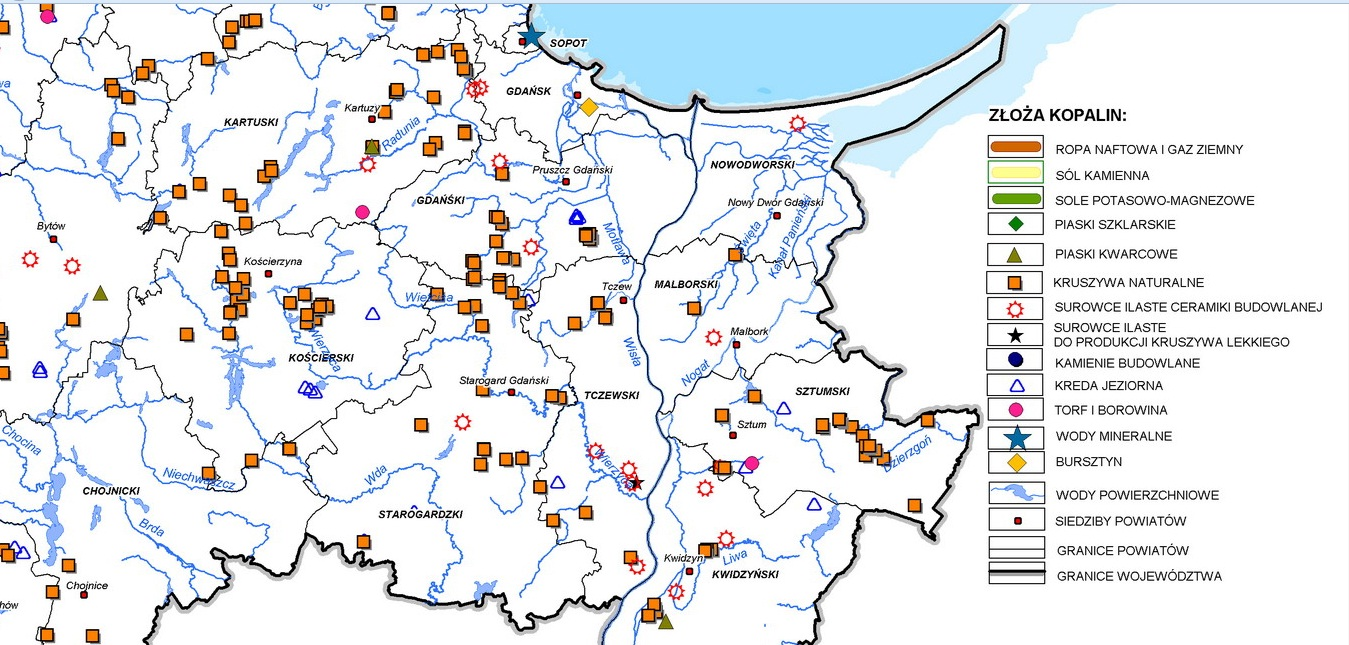 SOPOT
GDAŃSK
Kartuzy
KARTUSKI
Radunia
NOWODWORSKI
Pruszcz Gdański
GDAŃSKI
Nowy Dwór Gdański
Bytów
Motława
Święta
Kanał Panieński
Kościerzyna
Tczew
MALBORSKI
Wierzyca
Malbork
Wisła
KOŚCIERSKI
Wierzyca
Nogat
Starogard Gdański
TCZEWSKI
SZTUMSKI
Sztum
Chocina
Dzierzgoń
Niechwaszcz
Wda
Wierzyca
CHOJNICKI
STAROGARDZKI
Brda
Kwidzyn
Liwa
KWIDZYŃSKI
Chojnice
hów
wa
ZŁOŻA KOPALIN:
ROPA NAFTOWA I GAZ ZIEMNY
SÓL KAMIENNA
SOLE POTASOWO-MAGNEZOWE
PIASKI SZKLARSKIE
PIASKI KWARCOWE
KRUSZYWA NATURALNE
SUROWCE ILASTE CERAMIKI BUDOWLANEJ
SUROWCE ILASTE
DO PRODUKCJI KRUSZYWA LEKKIEGO
KAMIENIE BUDOWLANE
KREDA JEZIORNA
TORF I BOROWINA
WODY MINERALNE
BURSZTYN
WODY POWIERZCHNIOWE
SIEDZIBY POWIATÓW
GRANICE POWIATÓW
GRANICE WOJEWÓDZTWA